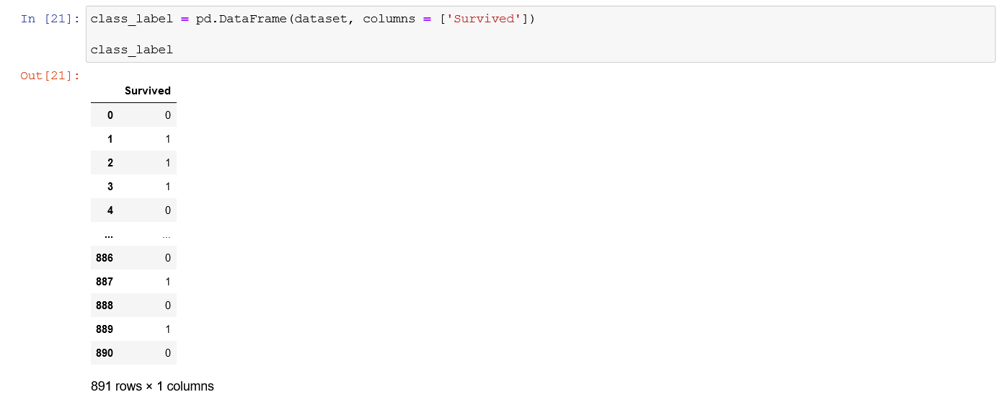 In [21]: class_label = pd.DataFrame(dataset, columns = ['Survived'])
class_label
Out[21]:
Survived
0 0
1 1
2 1
3 1
4 0
... ...
886 0
887 1
888 0
889 1
890 0
891 rows × 1 columns